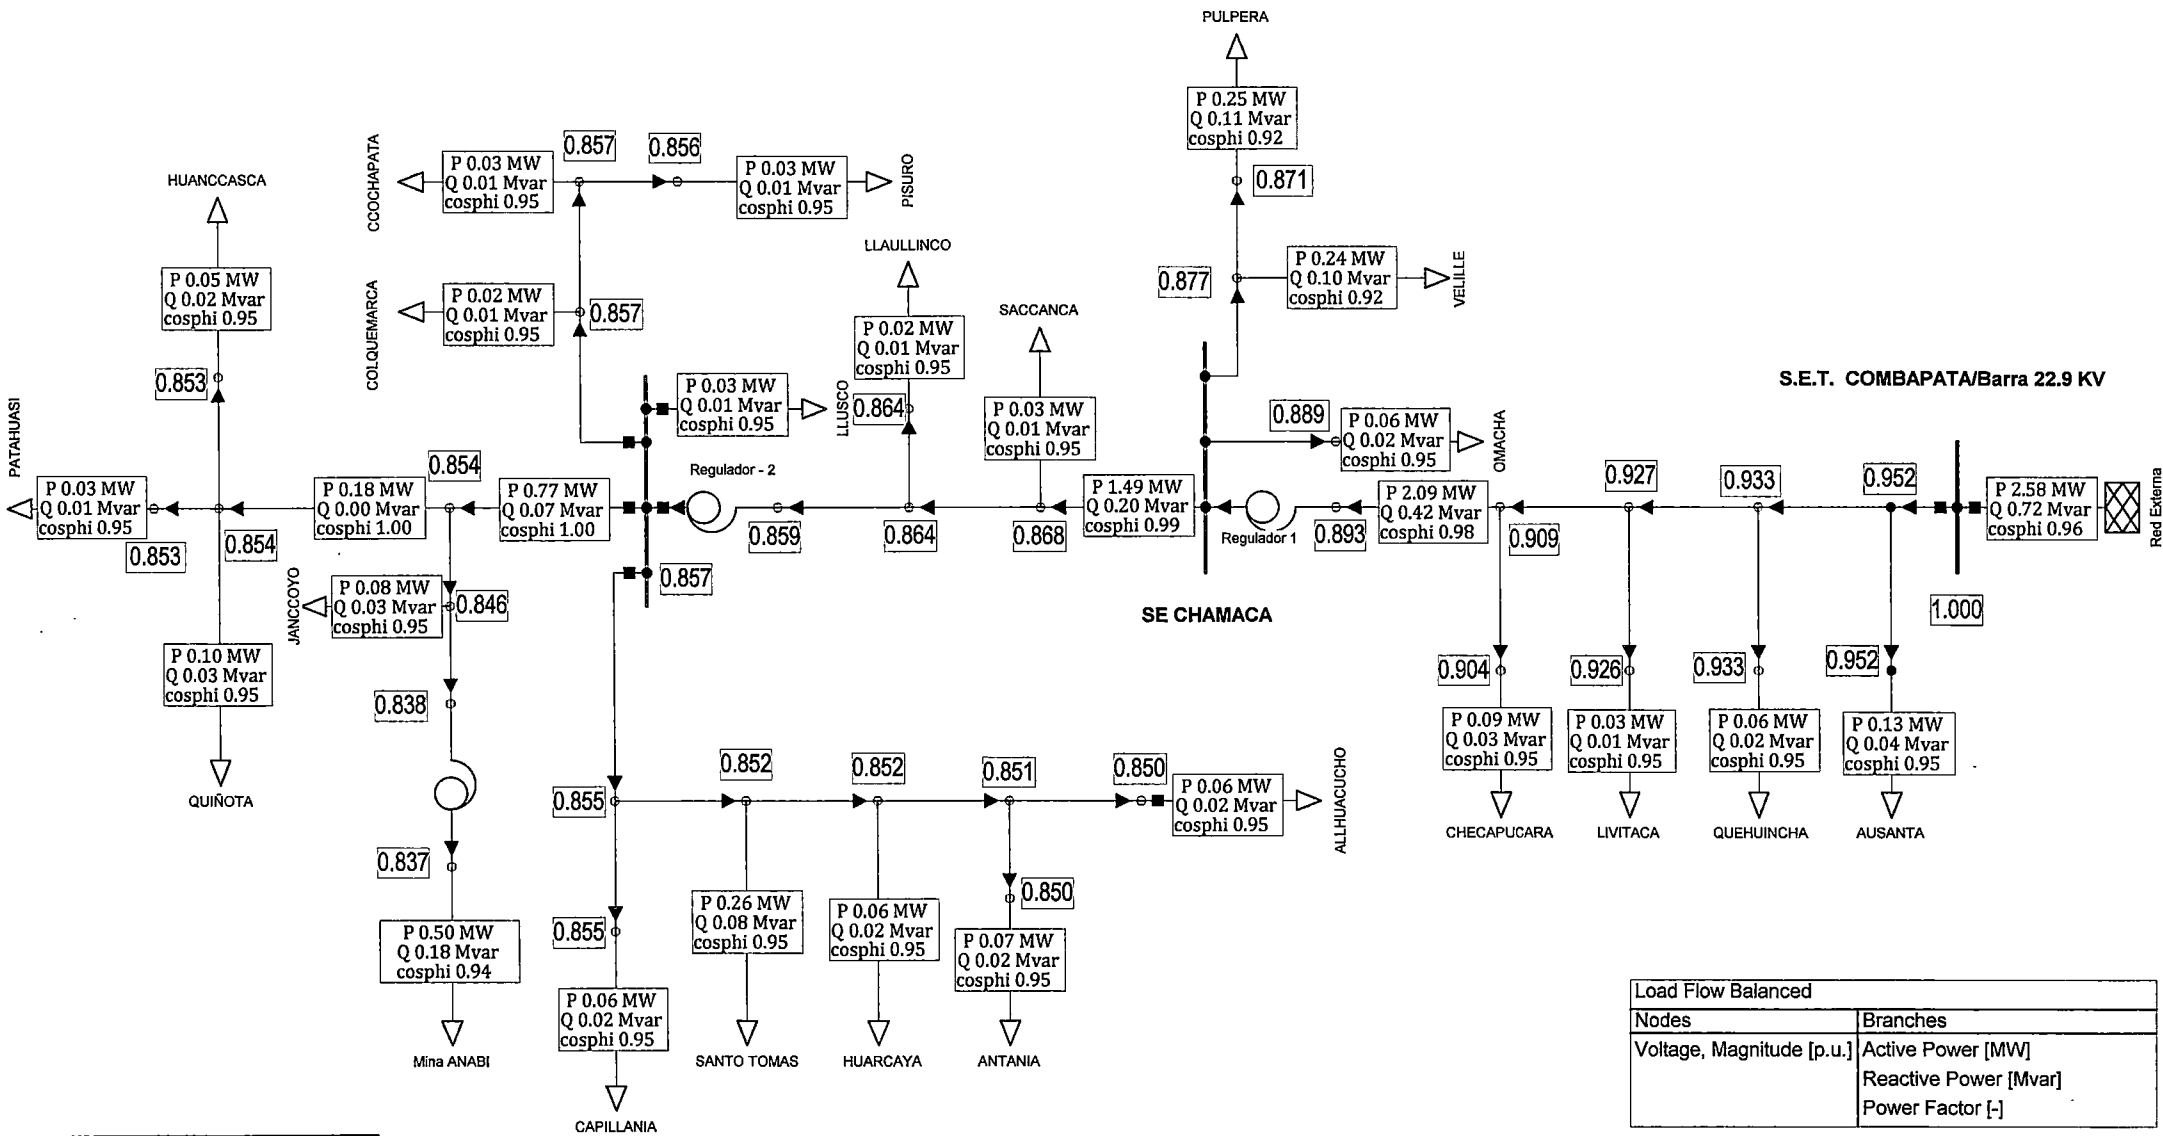 PULPERA
P 0.25 MW
Q 0.11 Mvar
cosphi 0.92
0.871
0.877
P 0.24 MW
Q 0.10 Mvar
cosphi 0.92
VELILLE
HUANCCASCA
P 0.05 MW
Q 0.02 Mvar
cosphi 0.95
0.853
CCOCHAPATA
P 0.03 MW
Q 0.01 Mvar
cosphi 0.95
0.857
0.856
P 0.03 MW
Q 0.01 Mvar
cosphi 0.95
PISURO
COLQUEMARCA
P 0.02 MW
Q 0.01 Mvar
cosphi 0.95
0.857
LLAULLINCO
P 0.02 MW
Q 0.01 Mvar
cosphi 0.95
0.864
SACCANCA
P 0.03 MW
Q 0.01 Mvar
cosphi 0.95
P 0.03 MW
Q 0.01 Mvar
cosphi 0.95
LLUSCO
0.889
P 0.06 MW
Q 0.02 Mvar
cosphi 0.95
OMACHA
S.E.T. COMBAPATA/Barra 22.9 KV
PATAHUASI
P 0.03 MW
Q 0.01 Mvar
cosphi 0.95
0.853
0.854
P 0.18 MW
Q 0.00 Mvar
cosphi 1.00
0.854
P 0.77 MW
Q 0.07 Mvar
cosphi 1.00
Regulador - 2
0.859
0.864
0.868
P 1.49 MW
Q 0.20 Mvar
cosphi 0.99
Regulador 1
0.893
P 2.09 MW
Q 0.42 Mvar
cosphi 0.98
0.909
0.927
0.933
0.952
P 2.58 MW
Q 0.72 Mvar
cosphi 0.96
Red Externa
JANCCOYO
P 0.08 MW
Q 0.03 Mvar
cosphi 0.95
0.846
0.857
SE CHAMACA
1.000
P 0.10 MW
Q 0.03 Mvar
cosphi 0.95
QUIÑOTA
0.838
0.837
P 0.50 MW
Q 0.18 Mvar
cosphi 0.94
Mina ANABI
0.904
P 0.09 MW
Q 0.03 Mvar
cosphi 0.95
CHECAPUCARA
0.926
P 0.03 MW
Q 0.01 Mvar
cosphi 0.95
LIVITACA
0.933
P 0.06 MW
Q 0.02 Mvar
cosphi 0.95
QUEHUINCHA
0.952
P 0.13 MW
Q 0.04 Mvar
cosphi 0.95
AUSANTA
0.855
0.852
0.852
0.851
0.850
P 0.06 MW
Q 0.02 Mvar
cosphi 0.95
ALLHUACUCHO
0.855
P 0.06 MW
Q 0.02 Mvar
cosphi 0.95
CAPILLANIA
P 0.26 MW
Q 0.08 Mvar
cosphi 0.95
SANTO TOMAS
P 0.06 MW
Q 0.02 Mvar
cosphi 0.95
HUARCAYA
0.850
P 0.07 MW
Q 0.02 Mvar
cosphi 0.95
ANTANIA
Load Flow Balanced
Nodes
Branches
Voltage, Magnitude [p.u.]
Active Power [MW]
Reactive Power [Mvar]
Power Factor [-]